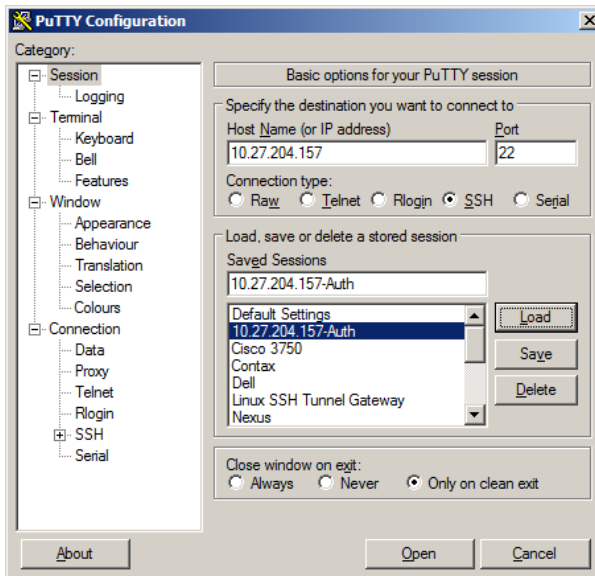 PuTTY Configuration
Category:
Session
Logging
Terminal
Keyboard
Bell
Features
Window
Appearance
Behaviour
Translation
Selection
Colours
Connection
Data
Proxy
Telnet
Rlogin
SSH
Serial
Basic options for your PuTTY session
Specify the destination you want to connect to
Host Name (or IP address) Port
10.27.204.157 22
Connection type:
Raw Telnet Rlogin SSH Serial
Load, save or delete a stored session
Saved Sessions
10.27.204.157-Auth
Default Settings
10.27.204.157-Auth
Cisco 3750
Contax
Dell
Linux SSH Tunnel Gateway
Nexus
Load
Save
Delete
Close window on exit:
Always Never Only on clean exit
About Open Cancel